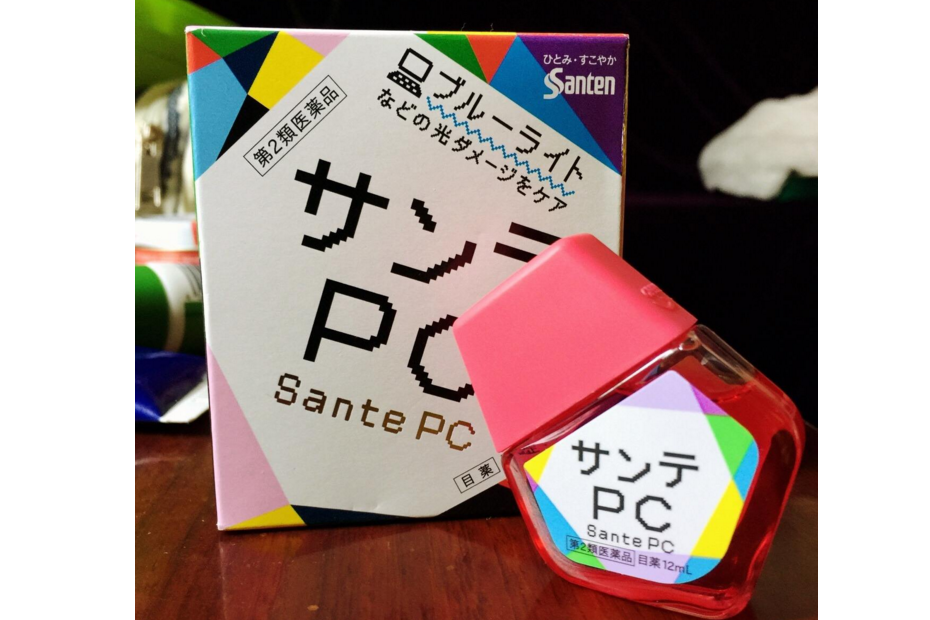 ひとみ・すこやか
Santen
ブルーライト
などの光ダメージをケア
第2類医薬品
サンテ
PC
Sante PC
目薬
サンテ
PC
Sante PC
第2類医薬品 目薬 12mL